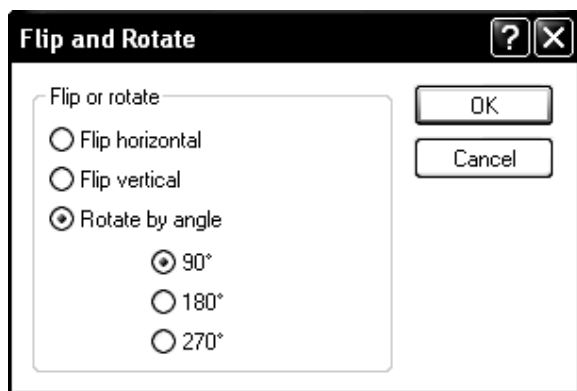 Flip and Rotate
Flip or rotate
Flip horizontal
Flip vertical
Rotate by angle
90°
180°
270°
OK
Cancel